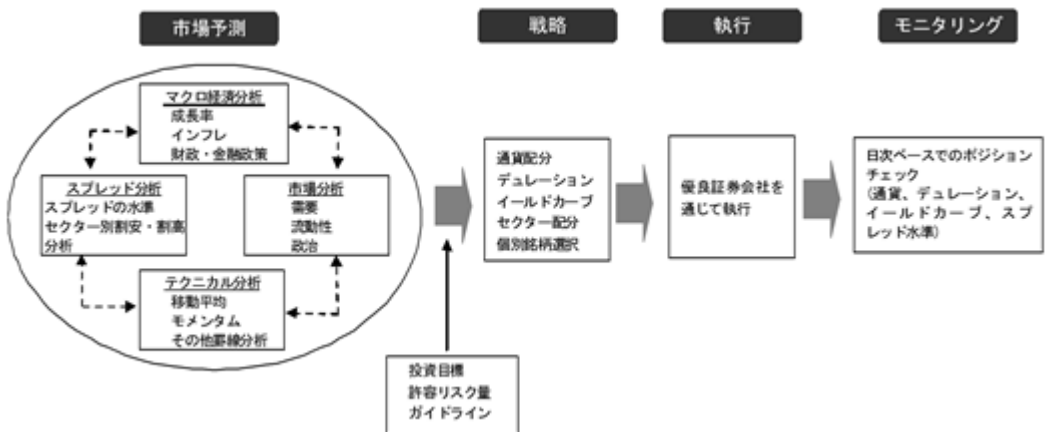 市場予測
戦略
執行
モニタリング
マクロ経済分析
成長率
インフレ
財政・金融政策
スプレッド分析
スプレッドの水準
セクター別割安・割高
分析
市場分析
需要
流動性
政治
テクニカル分析
移動平均
モメンタム
その他罫線分析
投資目標
許容リスク量
ガイドライン
通貨配分
デュレーション
イールドカーブ
セクター配分
個別銘柄選択
優良証券会社を
通じて執行
日次ベースでのポジション
チェック
(通貨、デュレーション、
イールドカーブ、スプ
レッド水準)